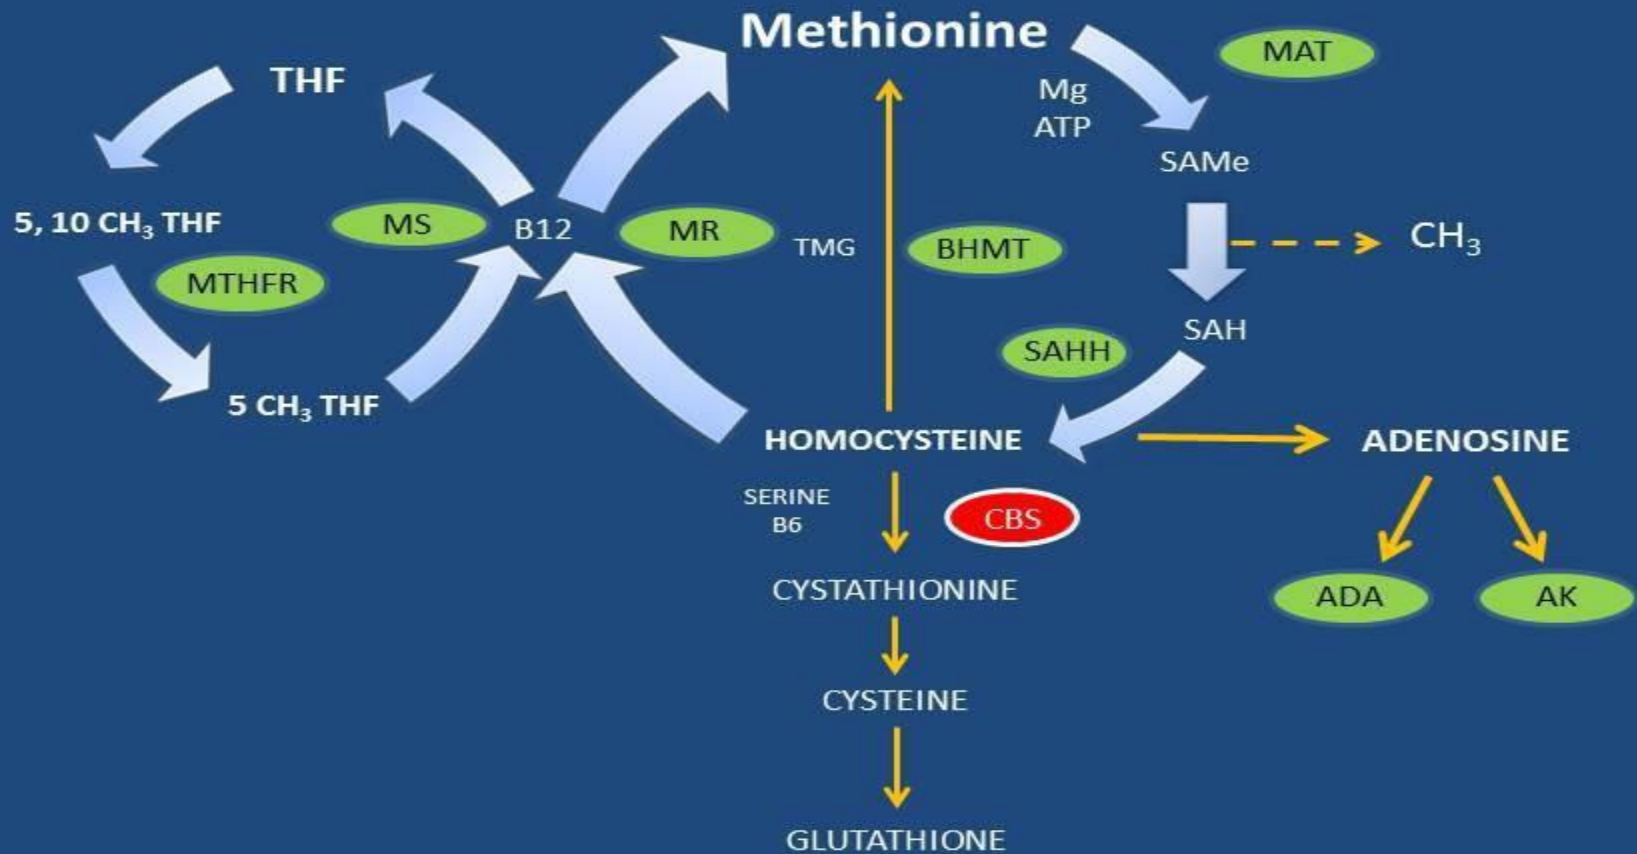 Methionine
MAT
THF
Mg
ATP
SAMe
5, 10 CH₃ THF
MS
B12
MR
TMG
BHMT
CH₃
MTHFR
SAH
SAHH
5 CH₃ THF
HOMOCYSTEINE
ADENOSINE
SERINE
B6
CBS
CYSTATHIONINE
ADA
AK
CYSTEINE
GLUTATHIONE